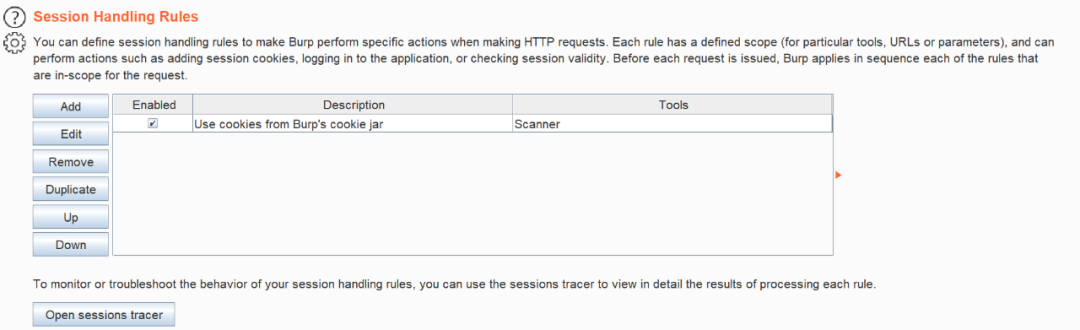 Session Handling Rules
You can define session handling rules to make Burp perform specific actions when making HTTP requests. Each rule has a defined scope (for particular tools, URLs or parameters), and can
perform actions such as adding session cookies, logging in to the application, or checking session validity. Before each request is issued, Burp applies in sequence each of the rules that
are in-scope for the request.
Add
Enabled Description Tools
Use cookies from Burp's cookie jar Scanner
Edit
Remove
Duplicate
Up
Down
To monitor or troubleshoot the behavior of your session handling rules, you can use the sessions tracer to view in detail the results of processing each rule.
Open sessions tracer